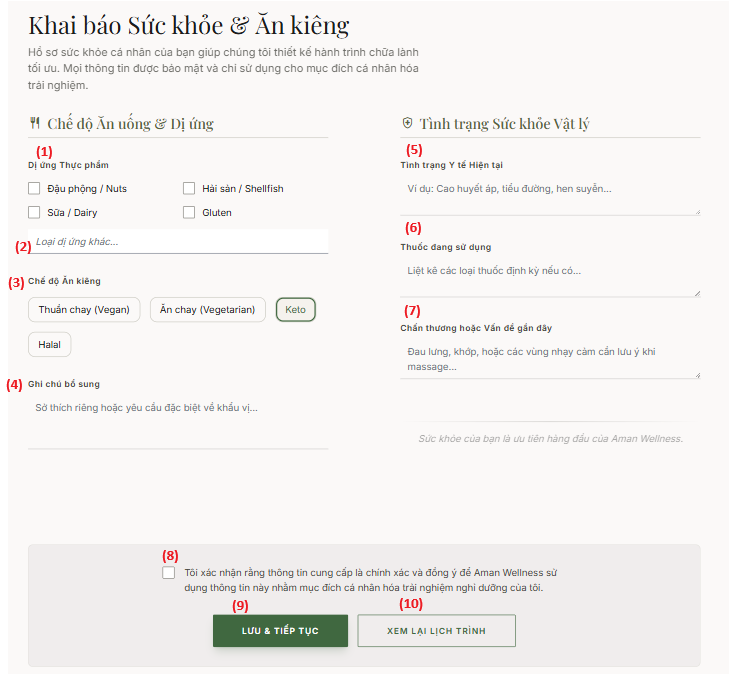 Khai báo Sức khỏe & Ăn kiêng
Hồ sơ sức khỏe cá nhân của bạn giúp chúng tôi thiết kế hành trình chữa lành
tối ưu. Mọi thông tin được bảo mật và chỉ sử dụng cho mục đích cá nhân hóa
trải nghiệm.
Chế độ Ăn uống & Dị ứng
(1)
Dị ứng Thực phẩm
Đậu phộng / Nuts
Hải sản / Shellfish
Sữa / Dairy
Gluten
(2) Loại dị ứng khác...
(3) Chế độ Ăn kiêng
Thuần chay (Vegan)
Ăn chay (Vegetarian)
Keto
Halal
(4) Ghi chú bổ sung
Sở thích riêng hoặc yêu cầu đặc biệt về khẩu vị...
Tình trạng Sức khỏe Vật lý
(5)
Tình trạng Y tế Hiện tại
Ví dụ: Cao huyết áp, tiểu đường, hen suyễn...
(6)
Thuốc đang sử dụng
Liệt kê các loại thuốc định kỳ nếu có...
(7)
Chấn thương hoặc Vấn đề gần đây
Đau lưng, khớp, hoặc các vùng nhạy cảm cần lưu ý khi
massage...
Sức khỏe của bạn là ưu tiên hàng đầu của Aman Wellness.
(8)
Tôi xác nhận rằng thông tin cung cấp là chính xác và đồng ý để Aman Wellness sử
dụng thông tin này nhằm mục đích cá nhân hóa trải nghiệm nghỉ dưỡng của tôi.
(9)
LƯU & TIẾP TỤC
(10)
XEM LẠI LỊCH TRÌNH